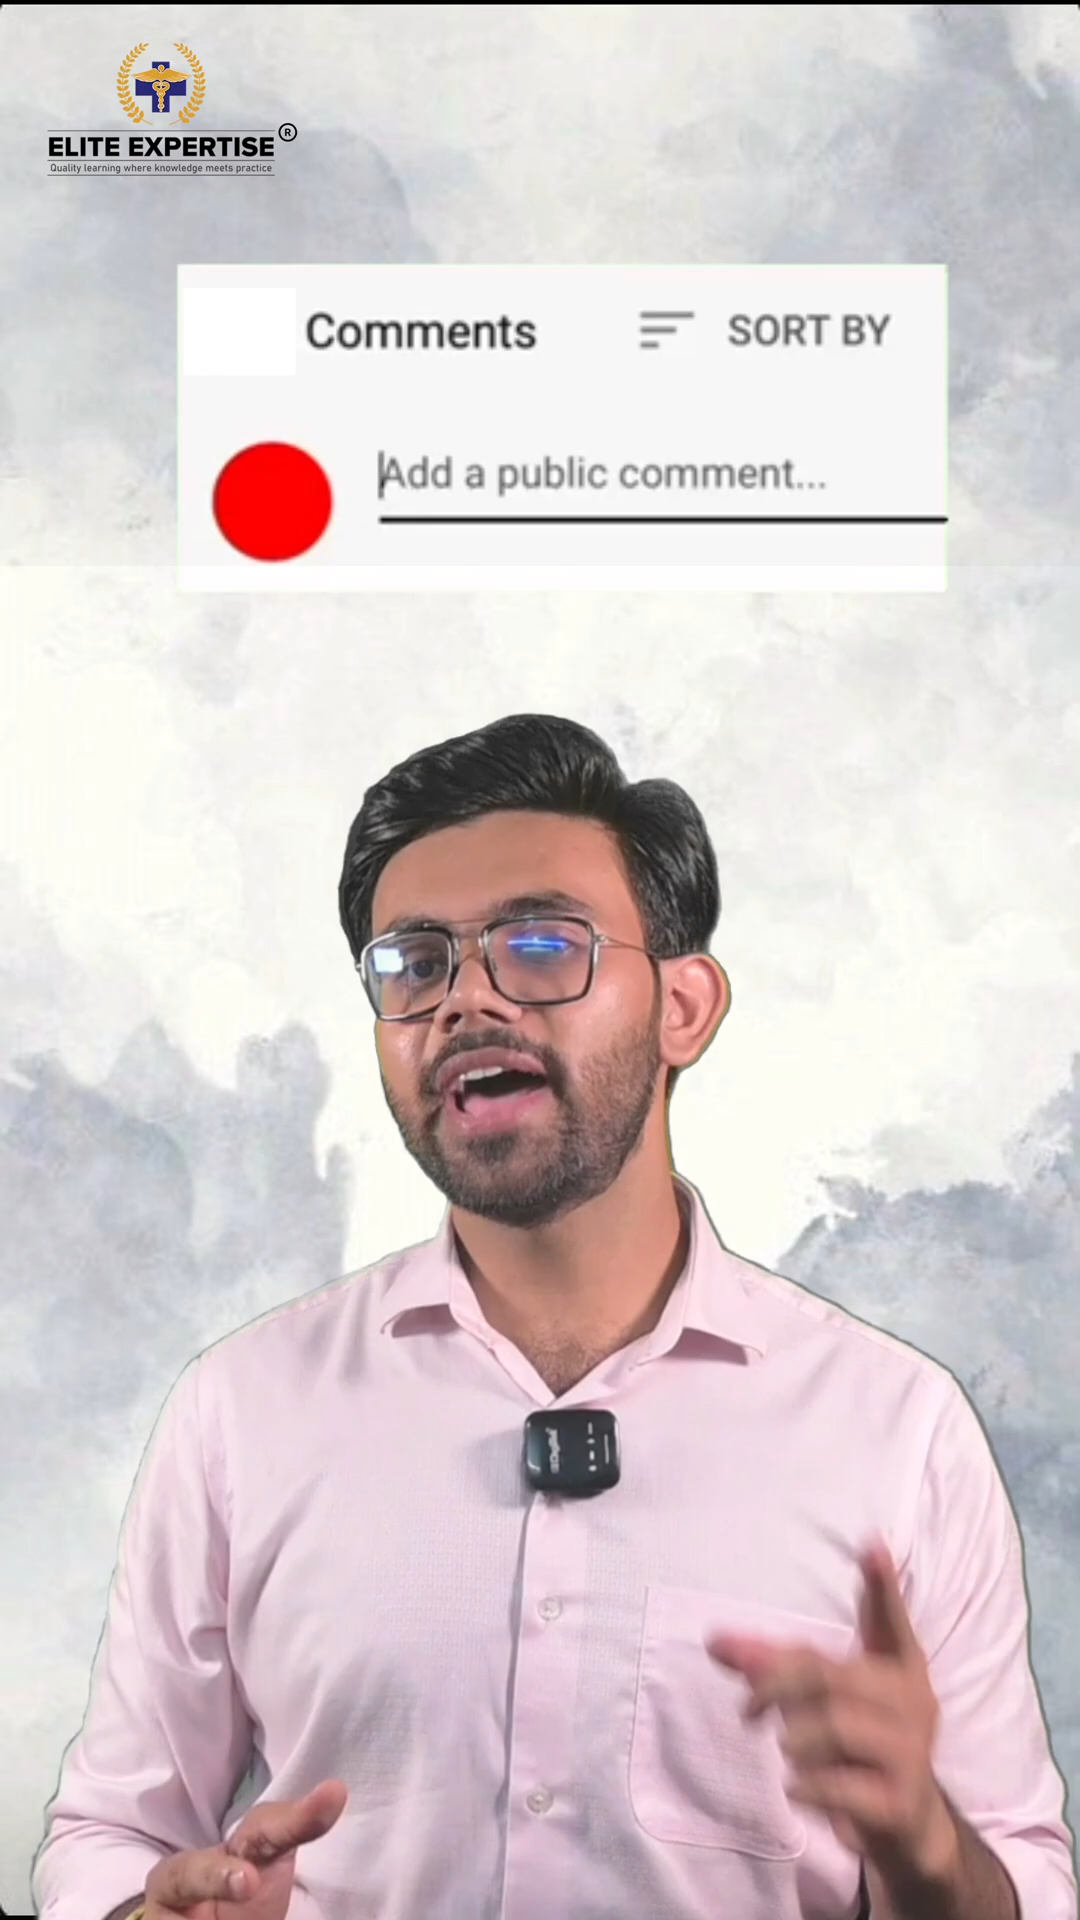 ELITE EXPERTISE®
Quality learning where knowledge meets practice
Comments SORT BY
Add a public comment...